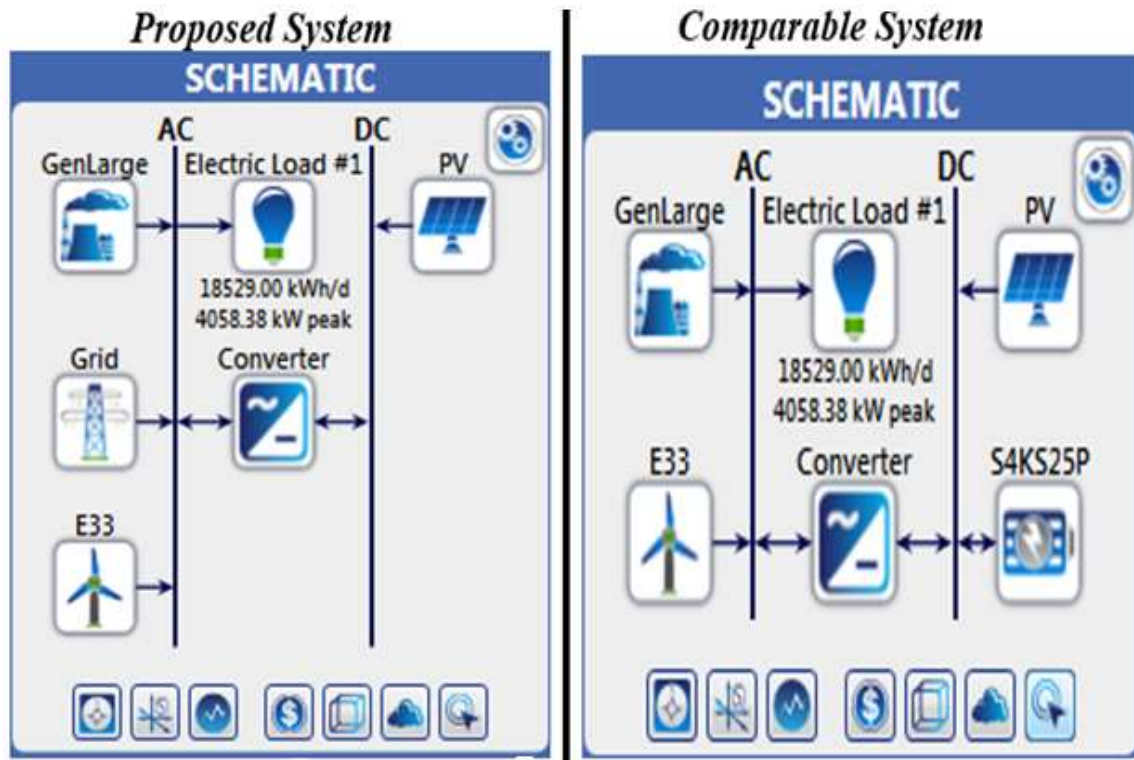 Proposed System
SCHEMATIC
AC DC
GenLarge Electric Load #1 PV
18529.00 kWh/d
4058.38 kW peak
Grid Converter
E33
Comparable System
SCHEMATIC
AC DC
GenLarge Electric Load #1 PV
18529.00 kWh/d
4058.38 kW peak
E33 Converter S4KS25P